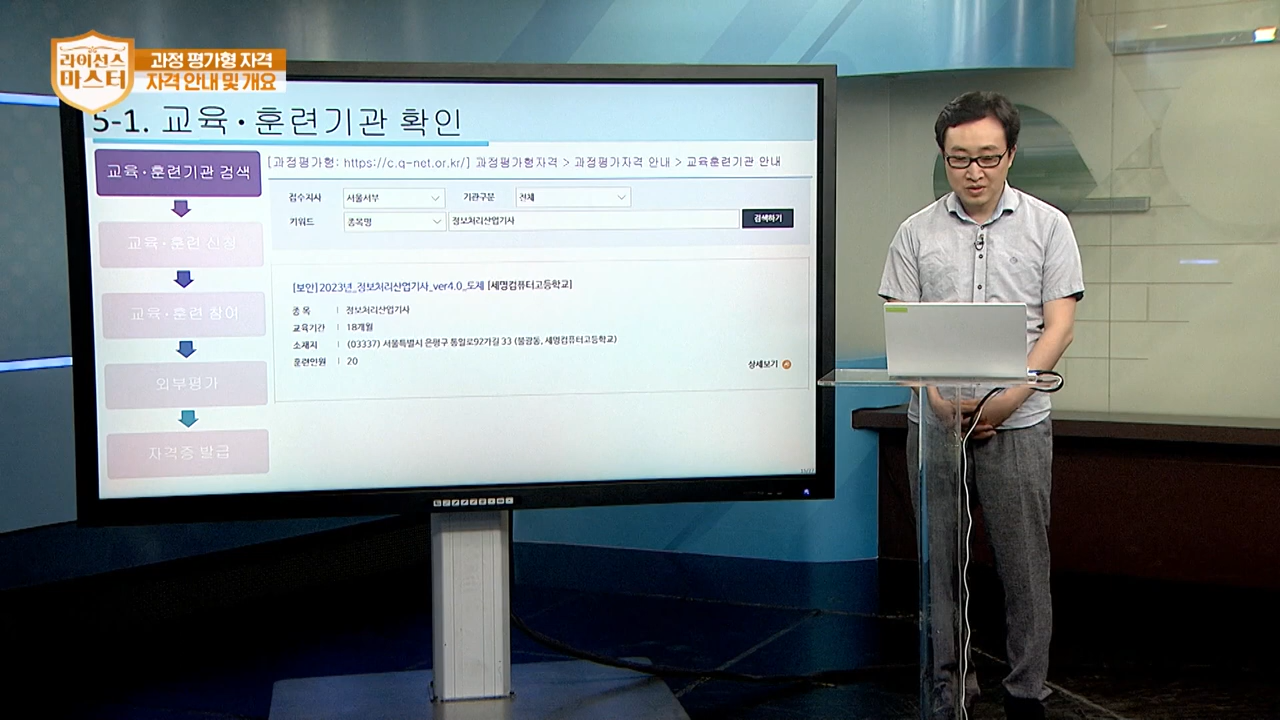 라이선스
마스터
과정 평가형 자격
자격 안내 및 개요
5-1. 교육·훈련기관 확인
[과정평가형: https://c.q-net.or.kr/] 과정평가형자격 > 과정평가자격 안내 > 교육훈련기관 안내
교육·훈련기관 검색
교육·훈련 신청
교육·훈련 참여
외부평가
자격증 발급
접수지사 서울서부 기관구분 전체
키워드 종목명 정보처리산업기사 검색하기
[보안]2023년_정보처리산업기사_ver4.0_도제 [세명컴퓨터고등학교]
종 목 | 정보처리산업기사
교육기간 | 18개월
소재지 | (03337) 서울특별시 은평구 통일로92가길 33 (불광동, 세명컴퓨터고등학교)
훈련인원 | 20
상세보기